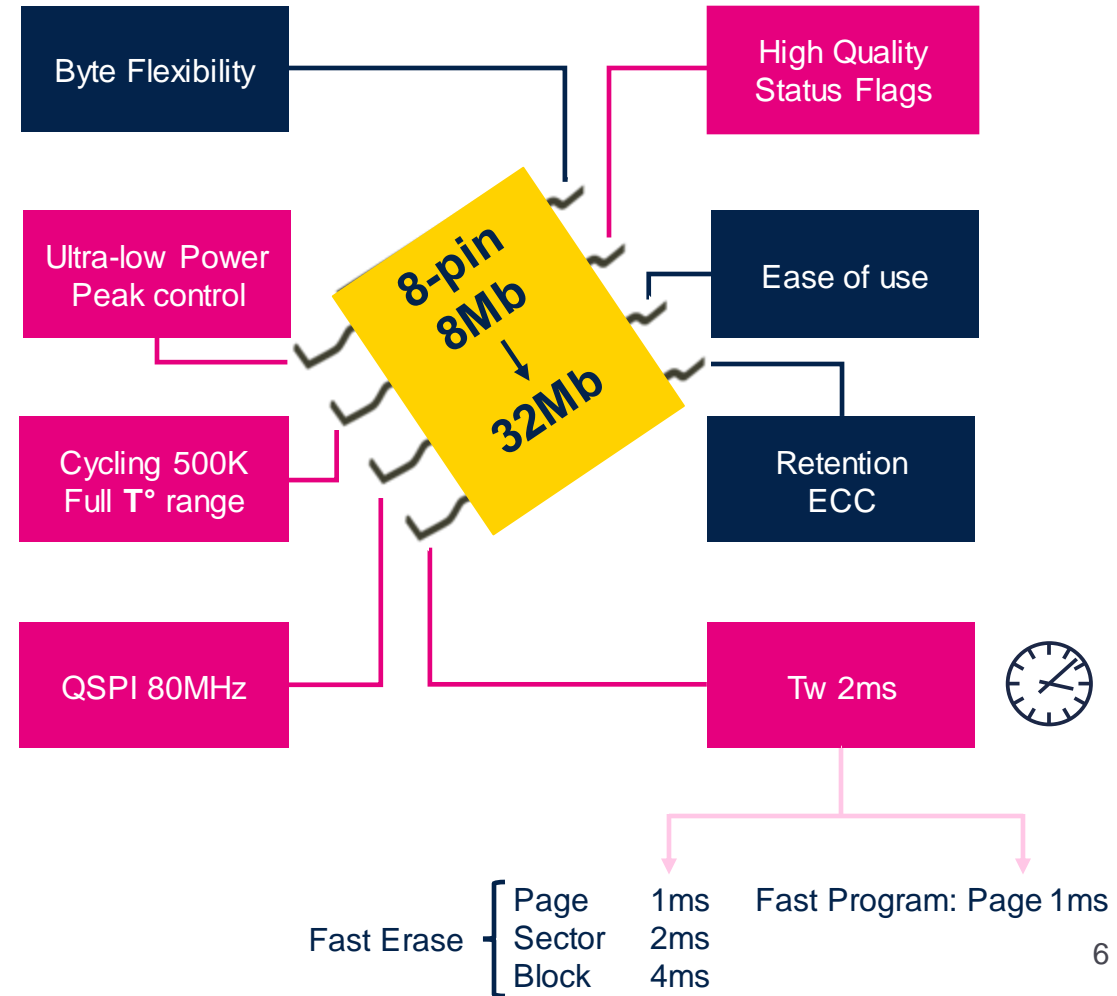 Byte Flexibility
High Quality
Status Flags
Ultra-low Power
Peak control
8-pin
8Mb
32Mb
Ease of use
Cycling 500K
Full T° range
Retention
ECC
QSPI 80MHz
Tw 2ms
Fast Erase
Page 1ms
Sector 2ms
Block 4ms
Fast Program: Page 1ms
6